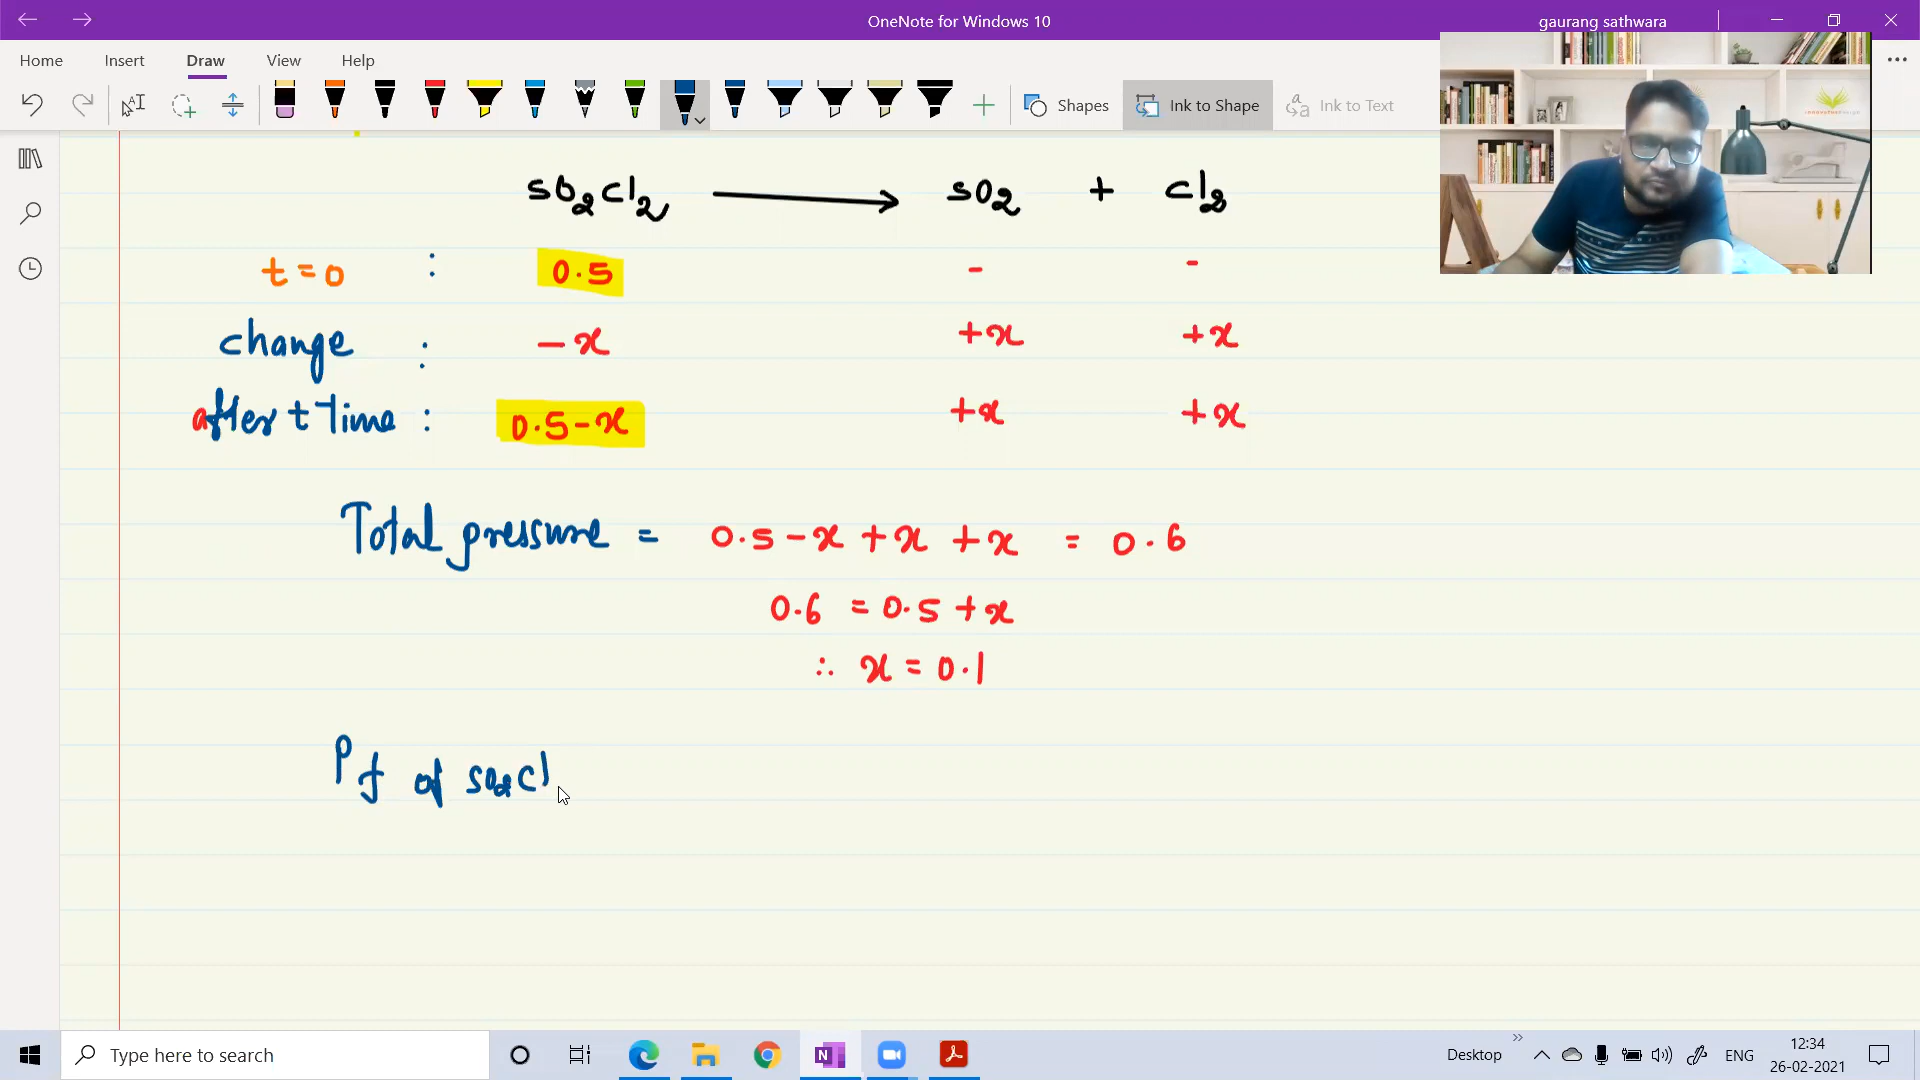 OneNote for Windows 10
gaurang sathwara
Home Insert Draw View Help
Shapes Ink to Shape Ink to Text
SO2Cl2 → SO2 + Cl2
t=0 : 0.5 - -
change : -x +x +x
after t time : 0.5-x +x +x
Total pressure = 0.5-x+x+x = 0.6
0.6 = 0.5+x
∴ x = 0.1
Pf of SO2Cl
Type here to search
Desktop
ENG
12:34
26-02-2021